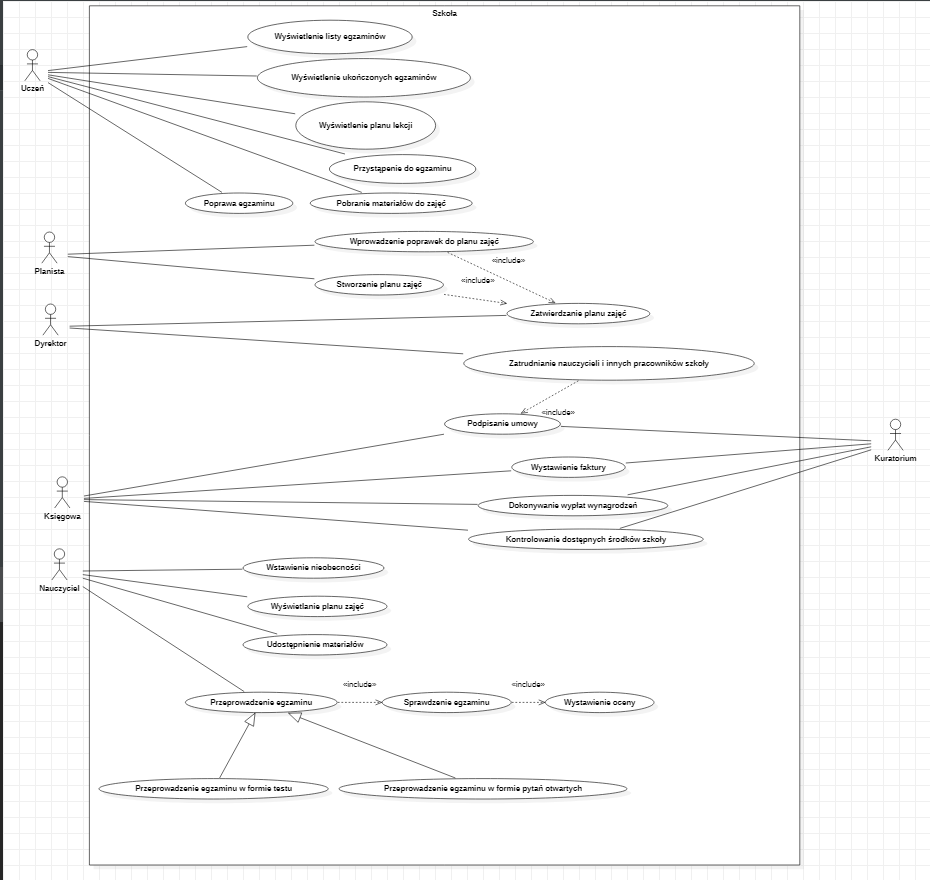 Szkoła
Wyświetlenie listy egzaminów
Wyświetlenie ukończonych egzaminów
Uczeń
Wyświetlenie planu lekcji
Przystąpenie do egzaminu
Poprawa egzaminu
Pobranie materiałów do zajęć
Wprowadzenie poprawek do planu zajęć
«include»
Planista
«include»
Stworzenie planu zajęć
Zatwierdzanie planu zajęć
Dyrektor
Zatrudnianie nauczycieli i innych pracowników szkoły
«include»
Podpisanie umowy
Kuratorium
Wystawienie faktury
Dokonywanie wypłat wynagrodzeń
Księgowa
Kontrolowanie dostępnych środków szkoły
Wstawienie nieobecności
Nauczyciel
Wyświetlanie planu zajęć
Udostępnienie materiałów
«include»
«include»
Przeprowadzenie egzaminu
Sprawdzenie egzaminu
Wystawienie oceny
Przeprowadzenie egzaminu w formie testu
Przeprowadzenie egzaminu w formie pytań otwartych